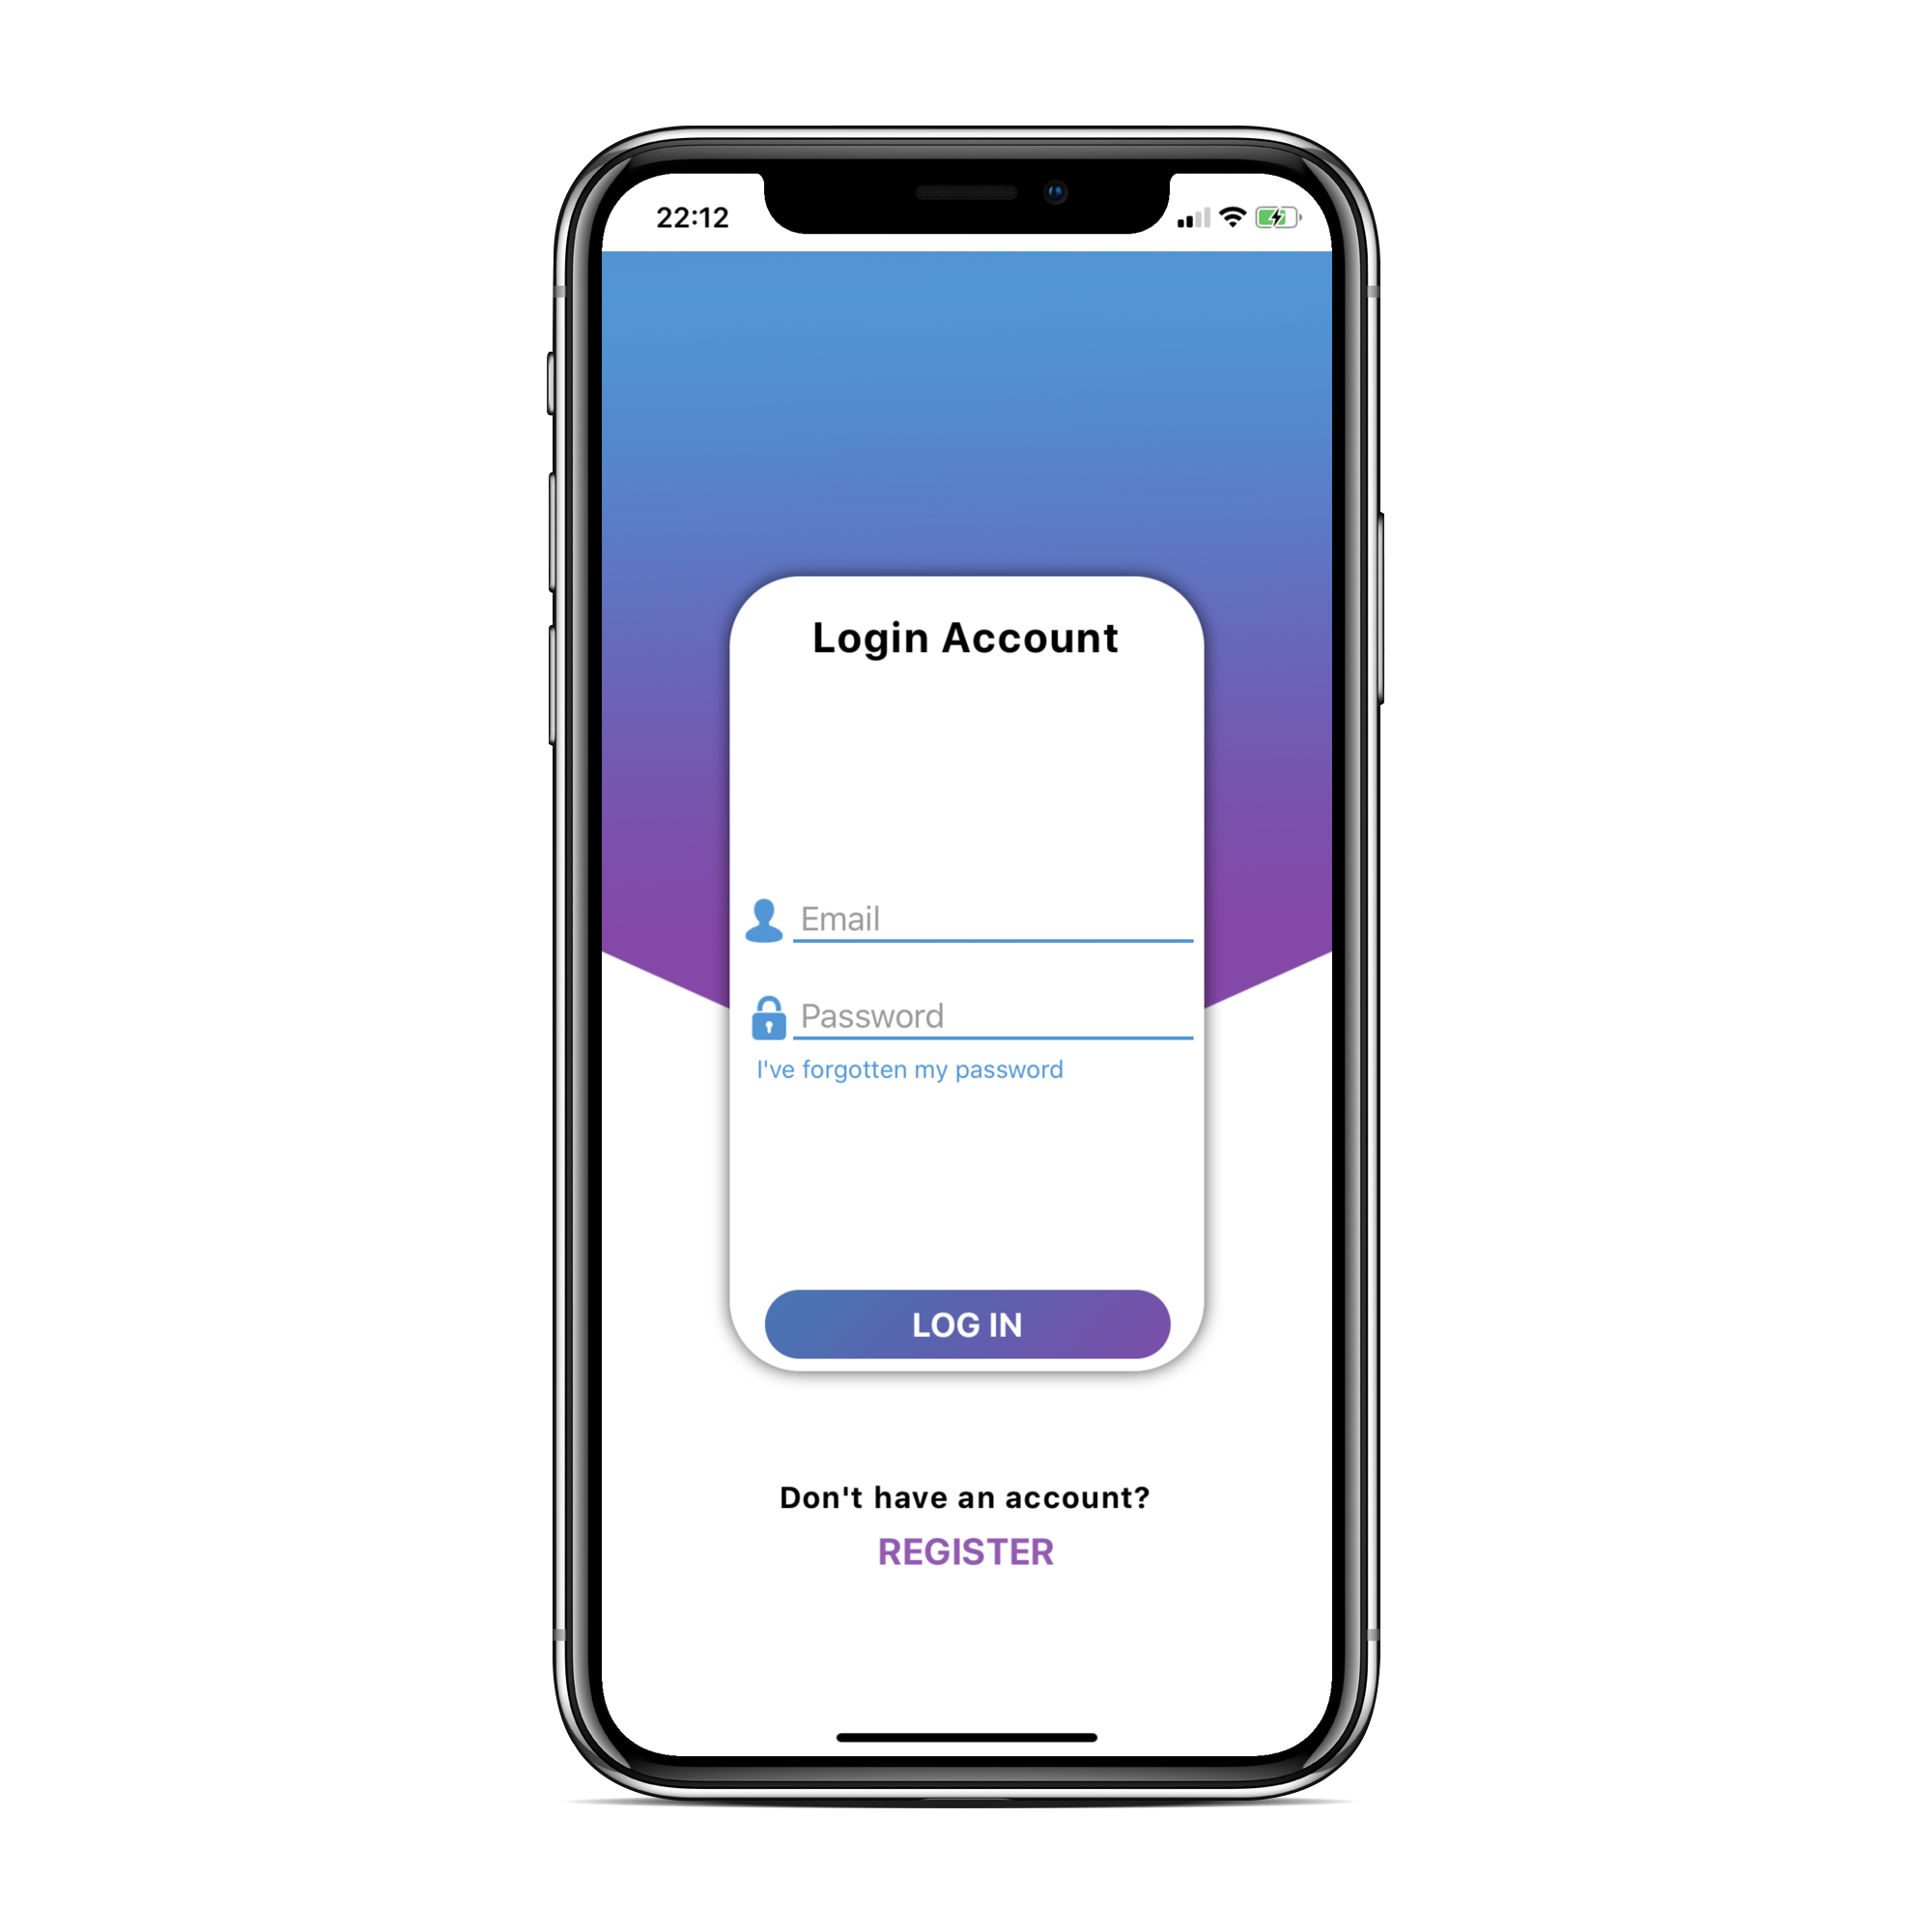 22:12
Login Account
Email
Password
I've forgotten my password
LOG IN
Don't have an account?
REGISTER